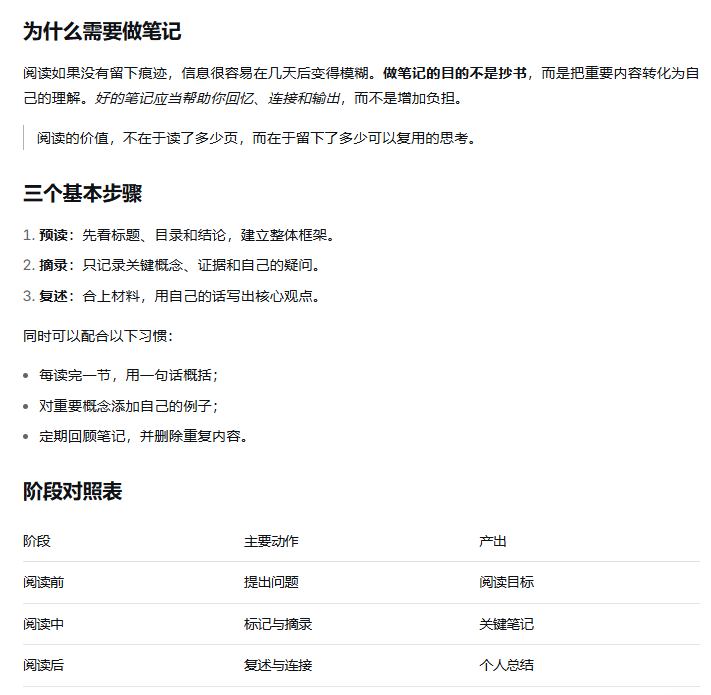 为什么需要做笔记
阅读如果没有留下痕迹，信息很容易在几天后变得模糊。做笔记的目的不是抄书，而是把重要内容转化为自
己的理解。好的笔记应当帮助你回忆、连接和输出，而不是增加负担。
阅读的价值，不在于读了多少页，而在于留下了多少可以复用的思考。
三个基本步骤
1. 预读：先看标题、目录和结论，建立整体框架。
2. 摘录：只记录关键概念、证据和自己的疑问。
3. 复述：合上材料，用自己的话写出核心观点。
同时可以配合以下习惯：
• 每读完一节，用一句话概括；
• 对重要概念添加自己的例子；
• 定期回顾笔记，并删除重复内容。
阶段对照表
阶段 主要动作 产出
阅读前 提出问题 阅读目标
阅读中 标记与摘录 关键笔记
阅读后 复述与连接 个人总结